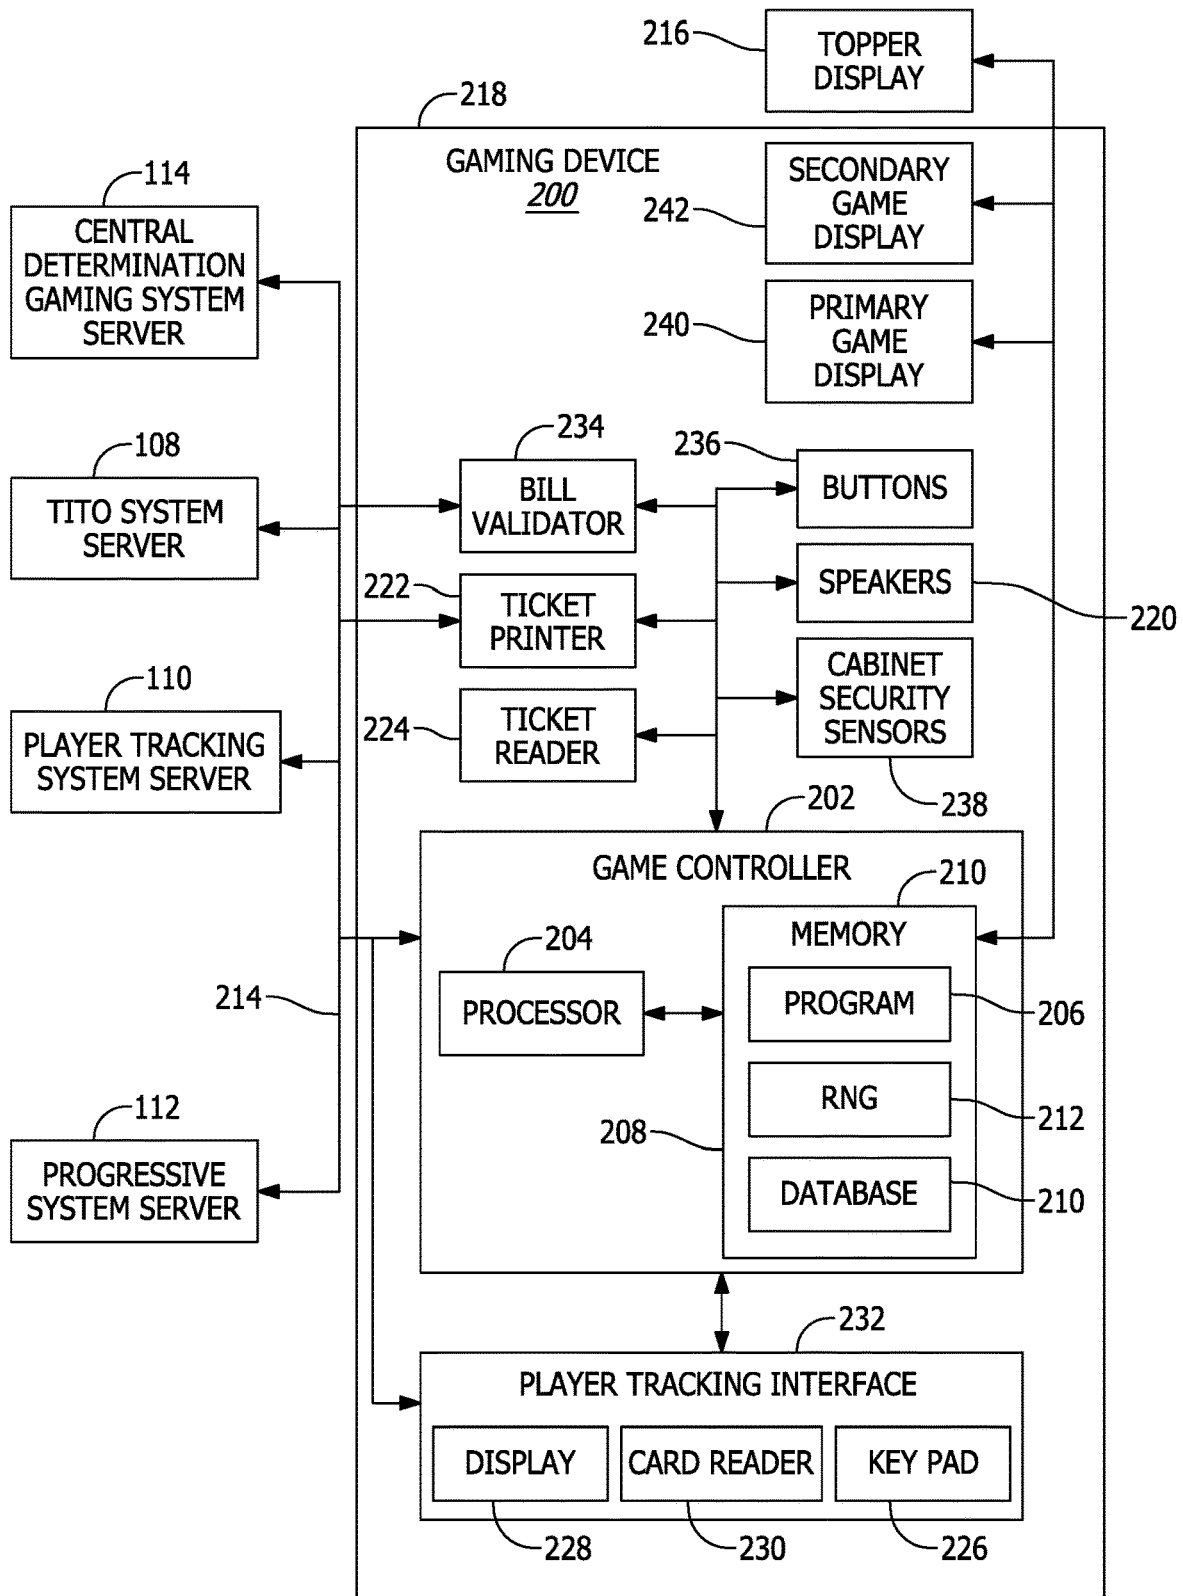 216
TOPPER
DISPLAY
218
GAMING DEVICE
200
114
CENTRAL
DETERMINATION
GAMING SYSTEM
SERVER
242
SECONDARY
GAME
DISPLAY
240
PRIMARY
GAME
DISPLAY
108
TITO SYSTEM
SERVER
234
BILL
VALIDATOR
236
BUTTONS
222
TICKET
PRINTER
SPEAKERS
220
110
PLAYER TRACKING
SYSTEM SERVER
224
TICKET
READER
CABINET
SECURITY
SENSORS
238
202
GAME CONTROLLER
210
MEMORY
204
PROCESSOR
PROGRAM
206
214
RNG
212
208
DATABASE
210
112
PROGRESSIVE
SYSTEM SERVER
232
PLAYER TRACKING INTERFACE
DISPLAY
CARD READER
KEY PAD
228
230
226